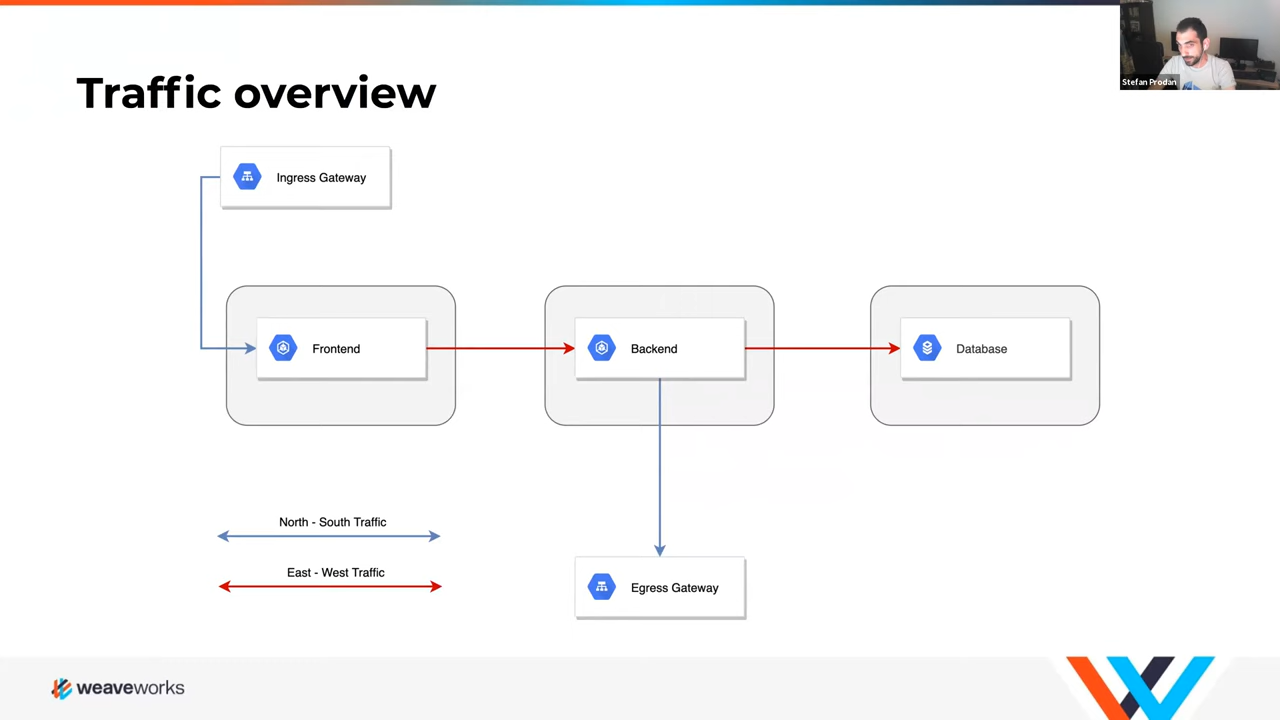 Stefan Prodan
Traffic overview
Ingress Gateway
Frontend
Backend
Database
North - South Traffic
East - West Traffic
Egress Gateway
weaveworks